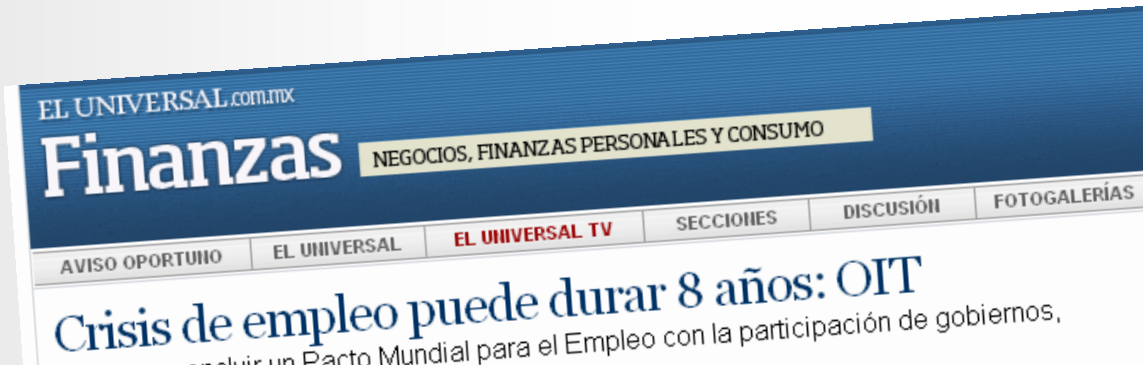 EL UNIVERSAL.com.mx
Finanzas
NEGOCIOS, FINANZAS PERSONALES Y CONSUMO
AVISO OPORTUNO EL UNIVERSAL EL UNIVERSAL TV SECCIONES DISCUSIÓN FOTOGALERÍAS
Crisis de empleo puede durar 8 años: OIT
un Pacto Mundial para el Empleo con la participación de gobiernos,